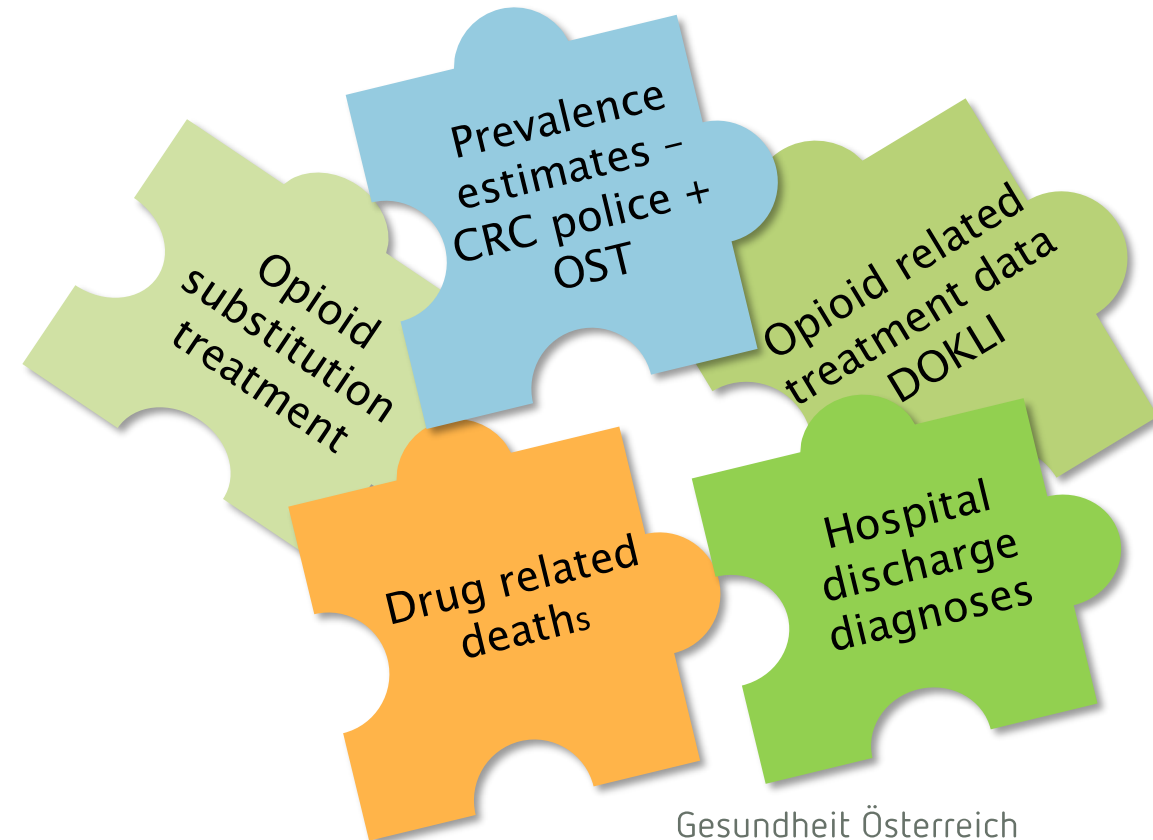 Prevalence
estimates –
CRC police +
OST
Opioid
substitution
treatment
Opioid related
treatment data
DOKLI
Drug related
deaths
Hospital
discharge
diagnoses
Gesundheit Österreich